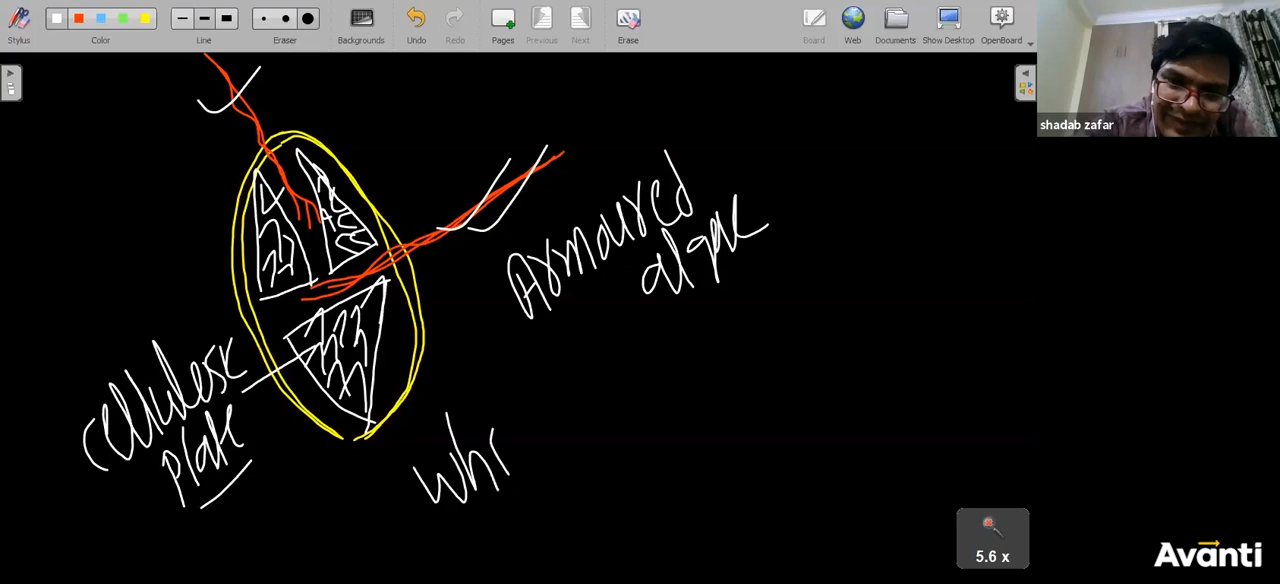 Stylus
Color
Line
Eraser
Backgrounds
Undo
Redo
Pages
Previous
Next
Erase
Board
Web
Documents
Show Desktop
OpenBoard
shadab zafar
Armoured
algae
cellulose
plate
Whi
5.6 x
Avanti